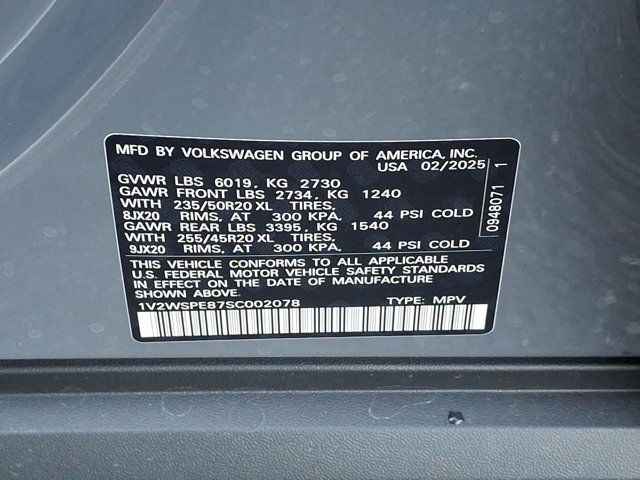 MFD BY VOLKSWAGEN GROUP OF AMERICA, INC.
USA 02/2025
GVWR LBS 6019, KG 2730
GAWR FRONT LBS 2734, KG 1240
WITH 235/50R20 XL TIRES,
8JX20 RIMS, AT 300 KPA, 44 PSI COLD
GAWR REAR LBS 3395, KG 1540
WITH 255/45R20 XL TIRES,
9JX20 RIMS, AT 300 KPA, 44 PSI COLD
THIS VEHICLE CONFORMS TO ALL APPLICABLE
U.S. FEDERAL MOTOR VEHICLE SAFETY STANDARDS
IN EFFECT ON THE DATE OF MANUFACTURE
SHOWN ABOVE.
1V2WSPE87SC002078 TYPE: MPV
0948071 1